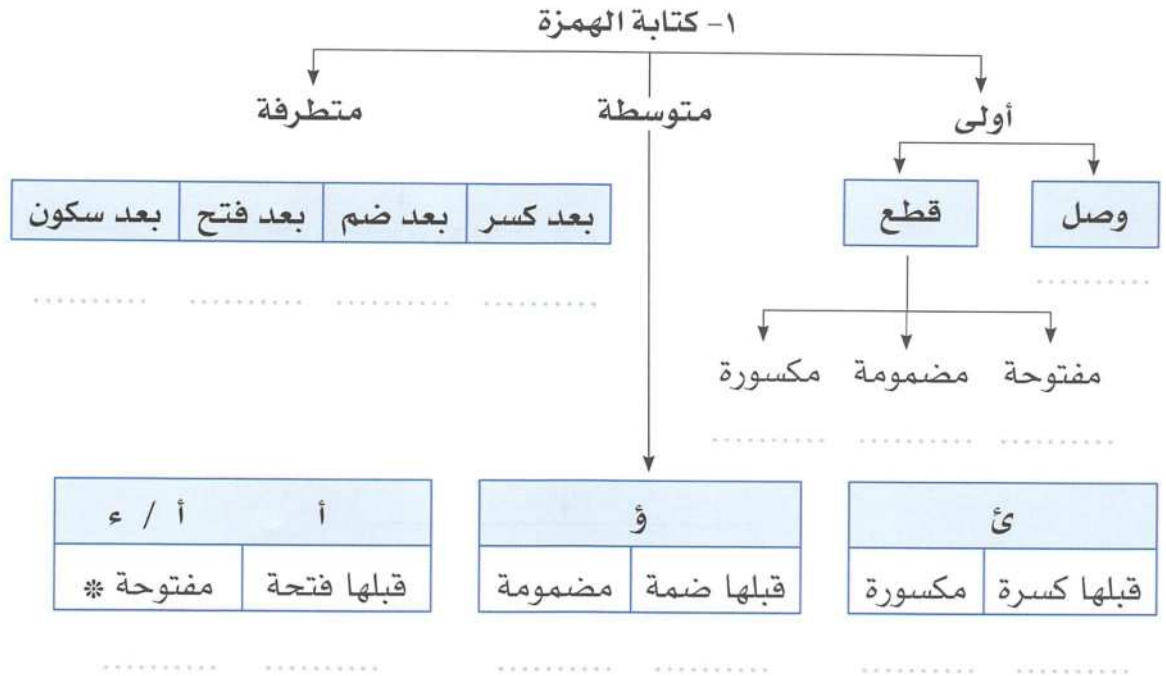 ١- كتابة الهمزة
أولى متوسطة متطرفة
وصل قطع
بعد كسر بعد ضم بعد فتح بعد سكون
مفتوحة مضمومة مكسورة
ئ ؤ أ أ / ء
قبلها كسرة مكسورة قبلها ضمة مضمومة قبلها فتحة مفتوحة *